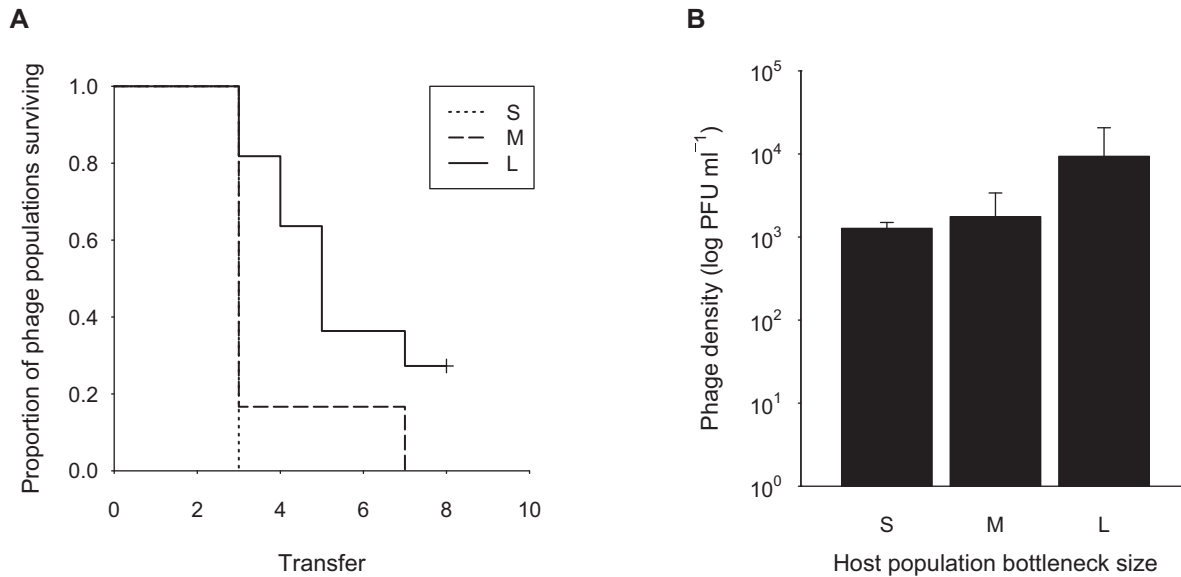 A
Proportion of phage populations surviving
1.0
0.8
0.6
0.4
0.2
0.0
0 2 4 6 8 10
Transfer
S
M
L
B
Phage density (log PFU ml⁻¹)
10⁵
10⁴
10³
10²
10¹
10⁰
S M L
Host population bottleneck size